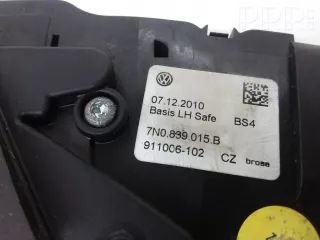 07.12.2010
Basis LH Safe BS4
7N0.839.015.B
911006-102 CZ brose